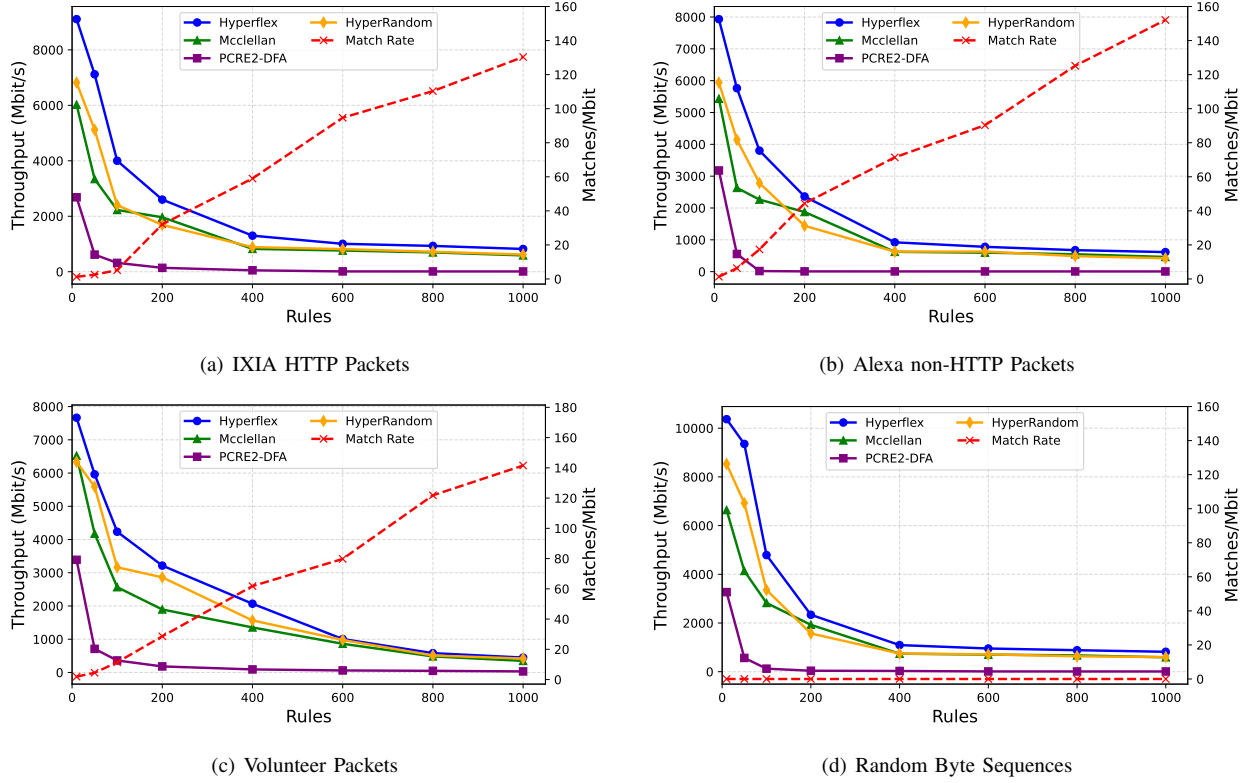 Hyperflex
Mcclellan
PCRE2-DFA
HyperRandom
Match Rate
Throughput (Mbit/s)
8000
6000
4000
2000
0
0 200 400 600 800 1000
Rules
Matches/Mbit
160
140
120
100
80
60
40
20
0
(a) IXIA HTTP Packets
Hyperflex
Mcclellan
PCRE2-DFA
HyperRandom
Match Rate
Throughput (Mbit/s)
8000
7000
6000
5000
4000
3000
2000
1000
0
0 200 400 600 800 1000
Rules
Matches/Mbit
160
140
120
100
80
60
40
20
0
(b) Alexa non-HTTP Packets
Hyperflex
Mcclellan
PCRE2-DFA
HyperRandom
Match Rate
Throughput (Mbit/s)
8000
7000
6000
5000
4000
3000
2000
1000
0
0 200 400 600 800 1000
Rules
Matches/Mbit
180
160
140
120
100
80
60
40
20
0
(c) Volunteer Packets
Hyperflex
Mcclellan
PCRE2-DFA
HyperRandom
Match Rate
Throughput (Mbit/s)
10000
8000
6000
4000
2000
0
0 200 400 600 800 1000
Rules
Matches/Mbit
160
140
120
100
80
60
40
20
0
(d) Random Byte Sequences